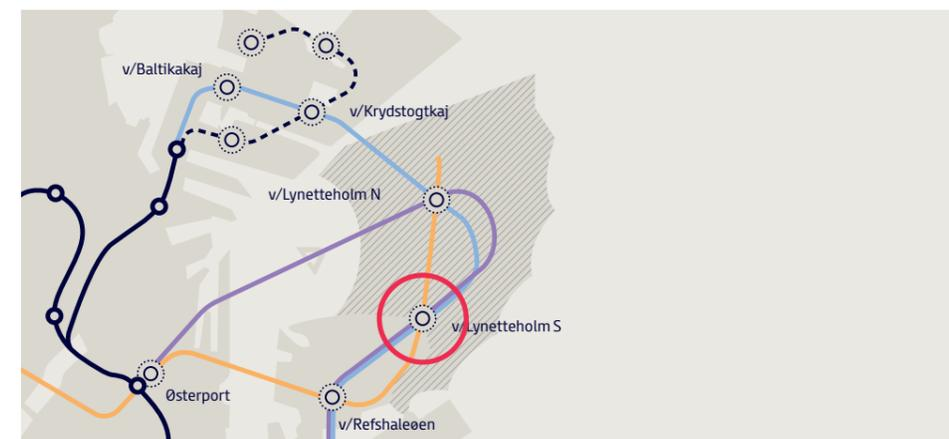 v/Baltikakaj
v/Krydstogtkaj
v/Lynetteholm N
v/Lynetteholm S
Østerport
v/Refshaleøen